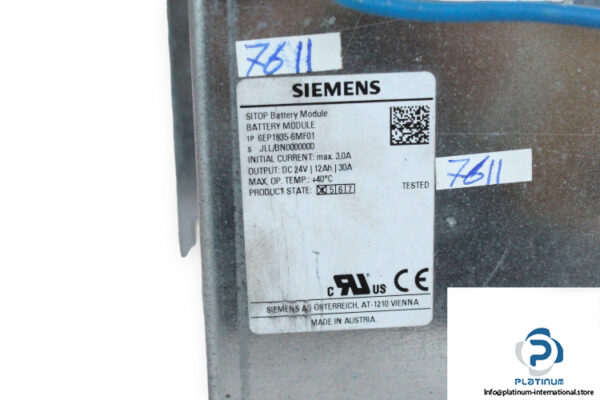 7611
SIEMENS
SITOP Battery Module
BATTERY MODULE
1P 6EP1935-6MF01
S JLL/BN0000000
INITIAL CURRENT: max. 3,0A
OUTPUT: DC 24V | 12Ah | 30A
MAX. OP. TEMP.: +40°C
PRODUCT STATE: X 5 6 7 TESTED
7611
c RU US CE
SIEMENS AG ÖSTERREICH, AT-1210 VIENNA
MADE IN AUSTRIA
PLATINUM
www.platinum-international.store